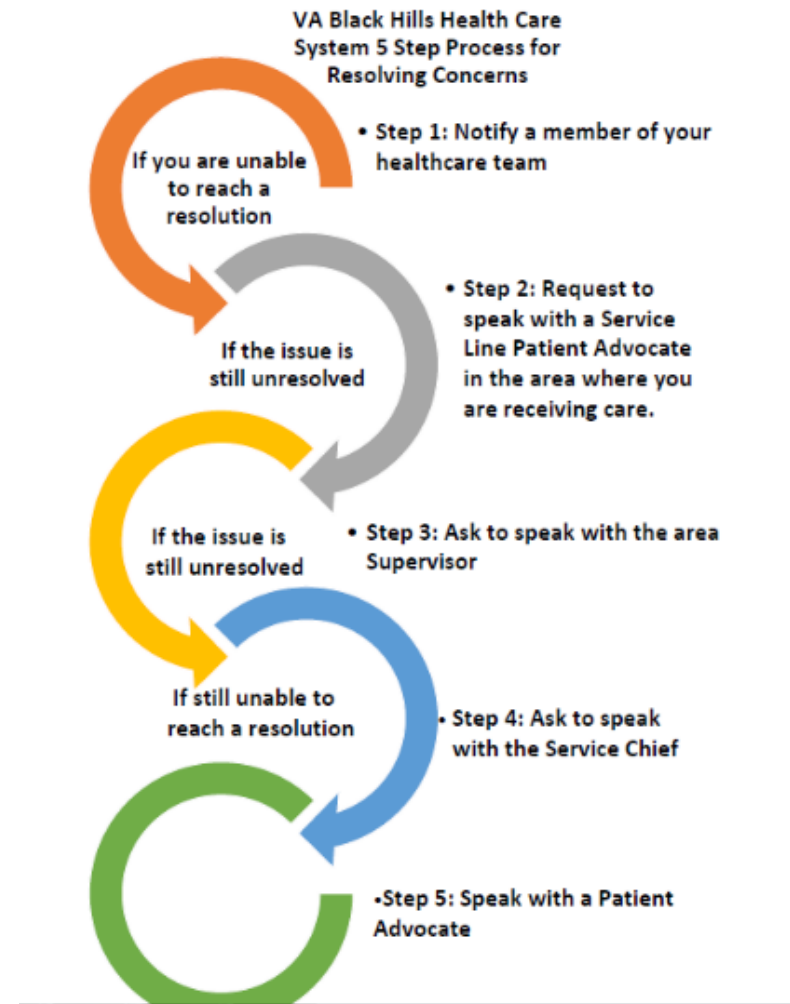 VA Black Hills Health Care
System 5 Step Process for
Resolving Concerns
• Step 1: Notify a member of your
healthcare team
If you are unable
to reach a
resolution
• Step 2: Request to
speak with a Service
Line Patient Advocate
in the area where you
are receiving care.
If the issue is
still unresolved
• Step 3: Ask to speak with the area
Supervisor
If the issue is
still unresolved
If still unable to
reach a resolution
• Step 4: Ask to speak
with the Service Chief
•Step 5: Speak with a Patient
Advocate